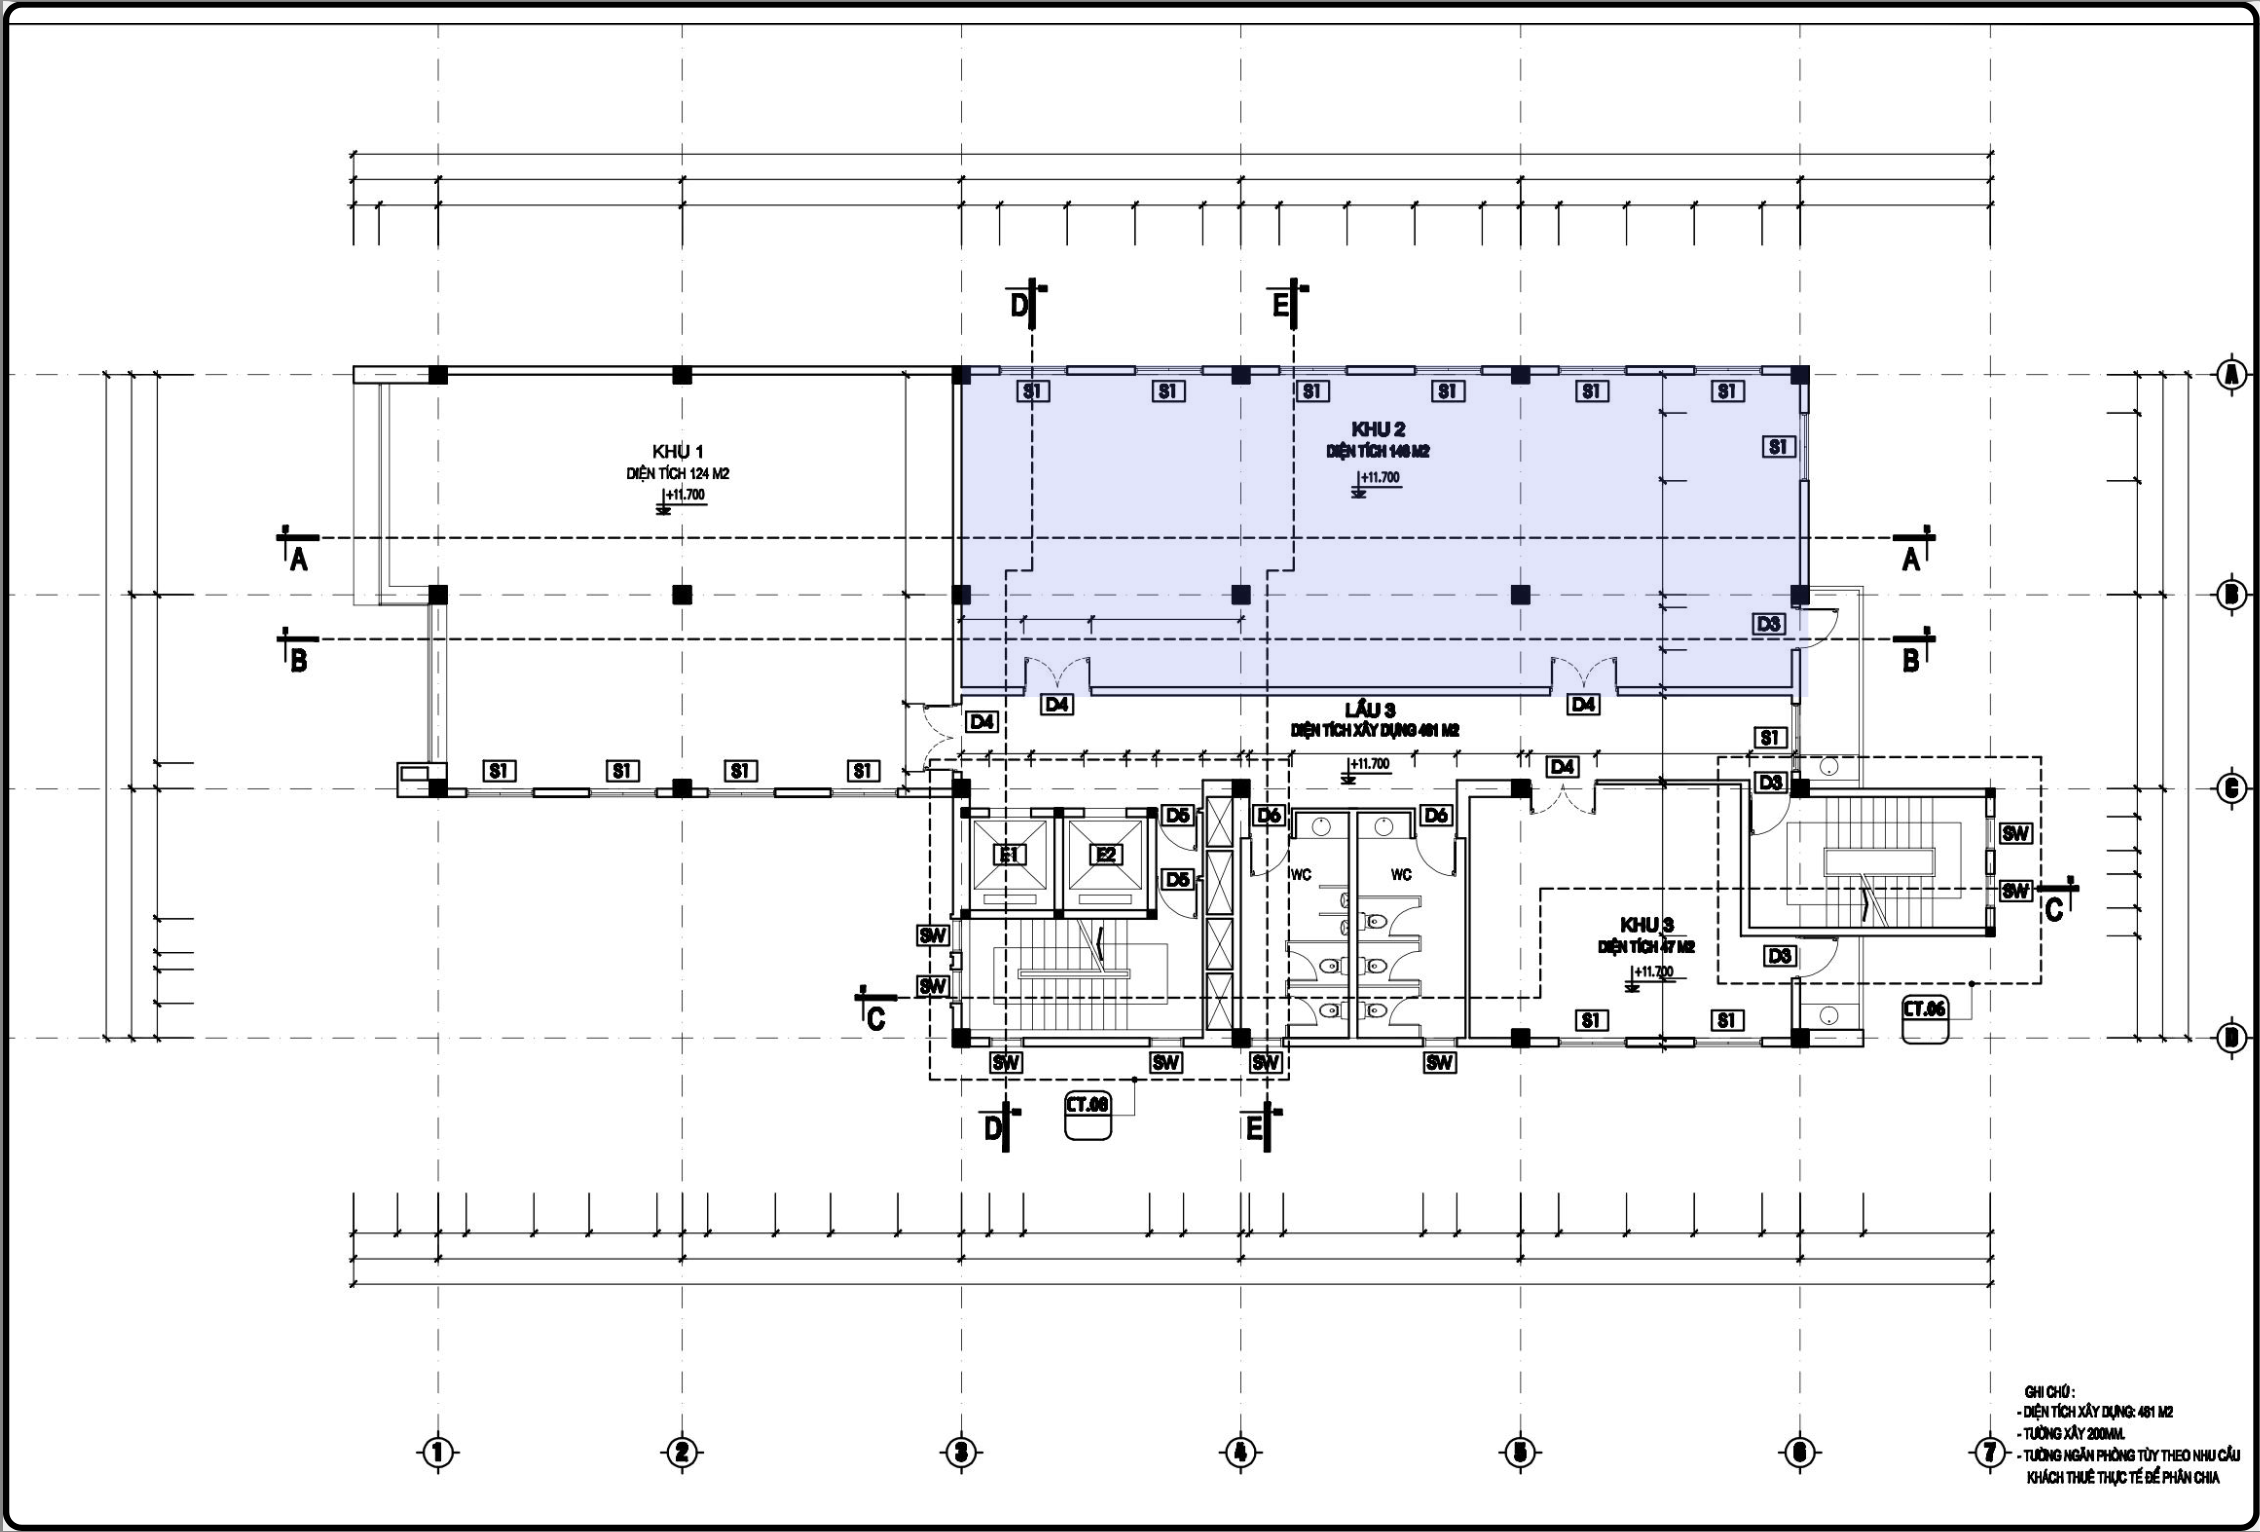 D
E
A
S1
S1
S1
S1
S1
S1
KHU 1
DIỆN TÍCH 124 M2
+11.700
KHU 2
DIỆN TÍCH 146 M2
+11.700
S1
A
A
B
D3
B
B
D4
D4
D4
LẦU 3
DIỆN TÍCH XÂY DỰNG 461 M2
+11.700
S1
S1
S1
S1
S1
D4
D3
C
D5
D6
D6
E1
E2
D5
WC
WC
SW
SW
C
KHU 3
DIỆN TÍCH 47 M2
+11.700
SW
SW
D3
C
S1
S1
CT.06
D
SW
SW
SW
SW
D
E
1
2
3
4
5
6
7
GHI CHÚ :
- DIỆN TÍCH XÂY DỰNG: 461 M2
- TƯỜNG XÂY 200MM.
- TƯỜNG NGĂN PHÒNG TÙY THEO NHU CẦU
KHÁCH THUÊ THỰC TẾ ĐỂ PHÂN CHIA